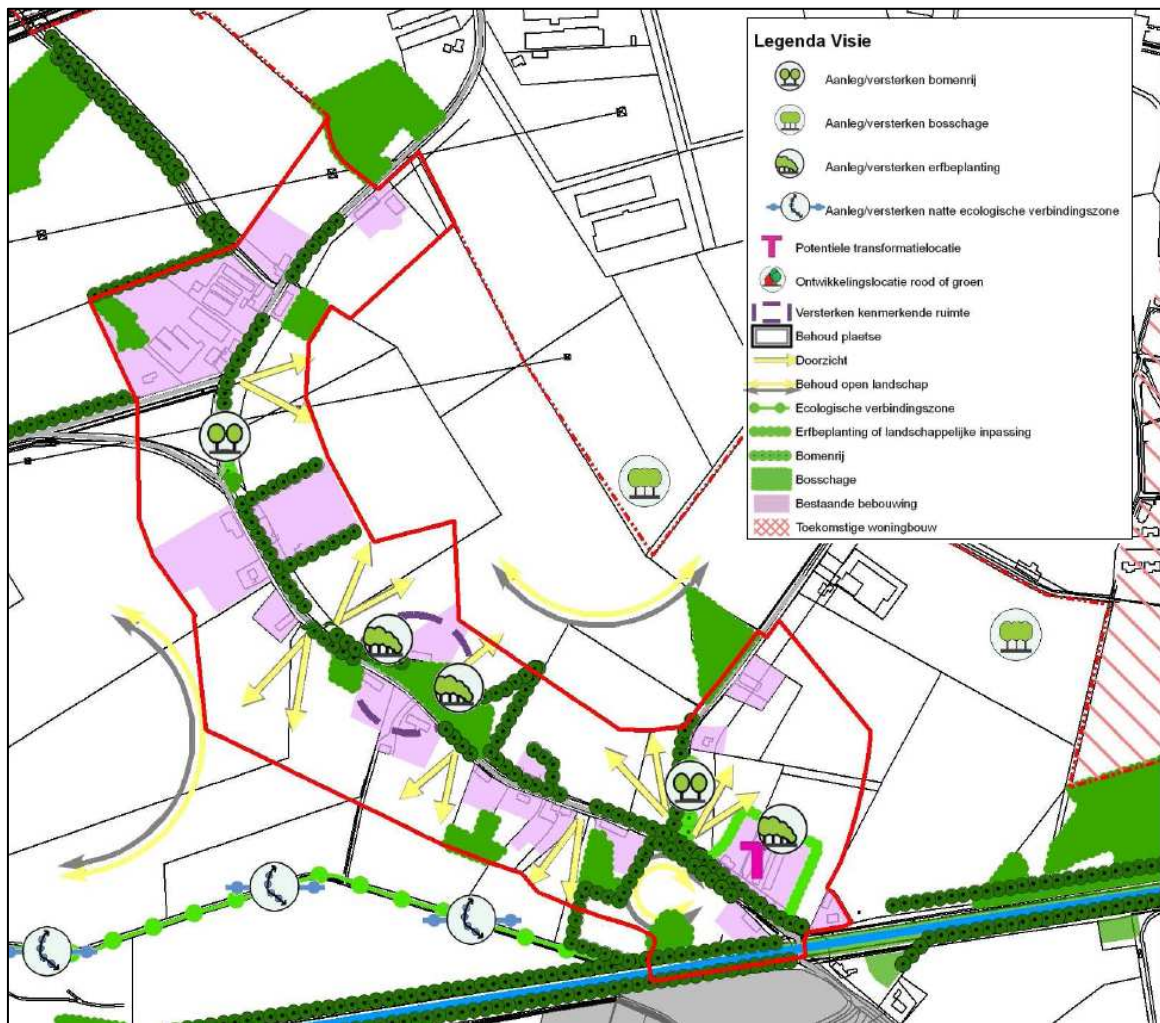 Legenda Visie
Aanleg/versterken bomenrij
Aanleg/versterken bosschage
Aanleg/versterken erfbeplanting
Aanleg/versterken natte ecologische verbindingszone
T Potentiele transformatielocatie
Ontwikkelingslocatie rood of groen
Versterken kenmerkende ruimte
Behoud plaetse
Doorzicht
Behoud open landschap
Ecologische verbindingszone
Erfbeplanting of landschappelijke inpassing
Bomenrij
Bosschage
Bestaande bebouwing
Toekomstige woningbouw
T